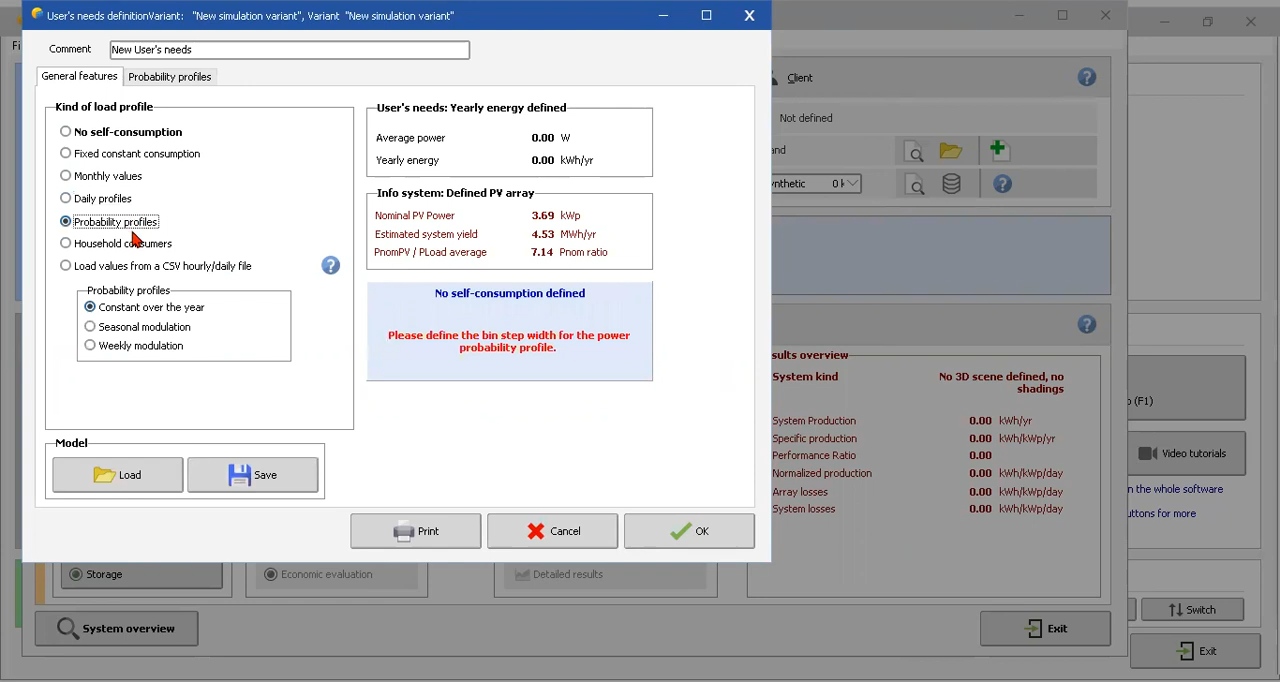 User's needs definitionVariant: "New simulation variant", Variant "New simulation variant"
Comment New User's needs
General features Probability profiles
Kind of load profile
No self-consumption
Fixed constant consumption
Monthly values
Daily profiles
Probability profiles
Household consumers
Load values from a CSV hourly/daily file
Probability profiles
Constant over the year
Seasonal modulation
Weekly modulation
Model
Load Save
User's needs: Yearly energy defined
Average power 0.00 W
Yearly energy 0.00 kWh/yr
Info system: Defined PV array
Nominal PV Power 3.69 kWp
Estimated system yield 4.53 MWh/yr
PnomPV / PLoad average 7.14 Pnom ratio
No self-consumption defined
Please define the bin step width for the power
probability profile.
Print Cancel OK
Client
Not defined
Results overview
System kind No 3D scene defined, no
shadings
System Production 0.00 kWh/yr
Specific production 0.00 kWh/kWp/yr
Performance Ratio 0.00
Normalized production 0.00 kWh/kWp/day
Array losses 0.00 kWh/kWp/day
System losses 0.00 kWh/kWp/day
Storage Economic evaluation Detailed results
System overview Exit
(F1)
Video tutorials
n the whole software
uttons for more
Switch
Exit